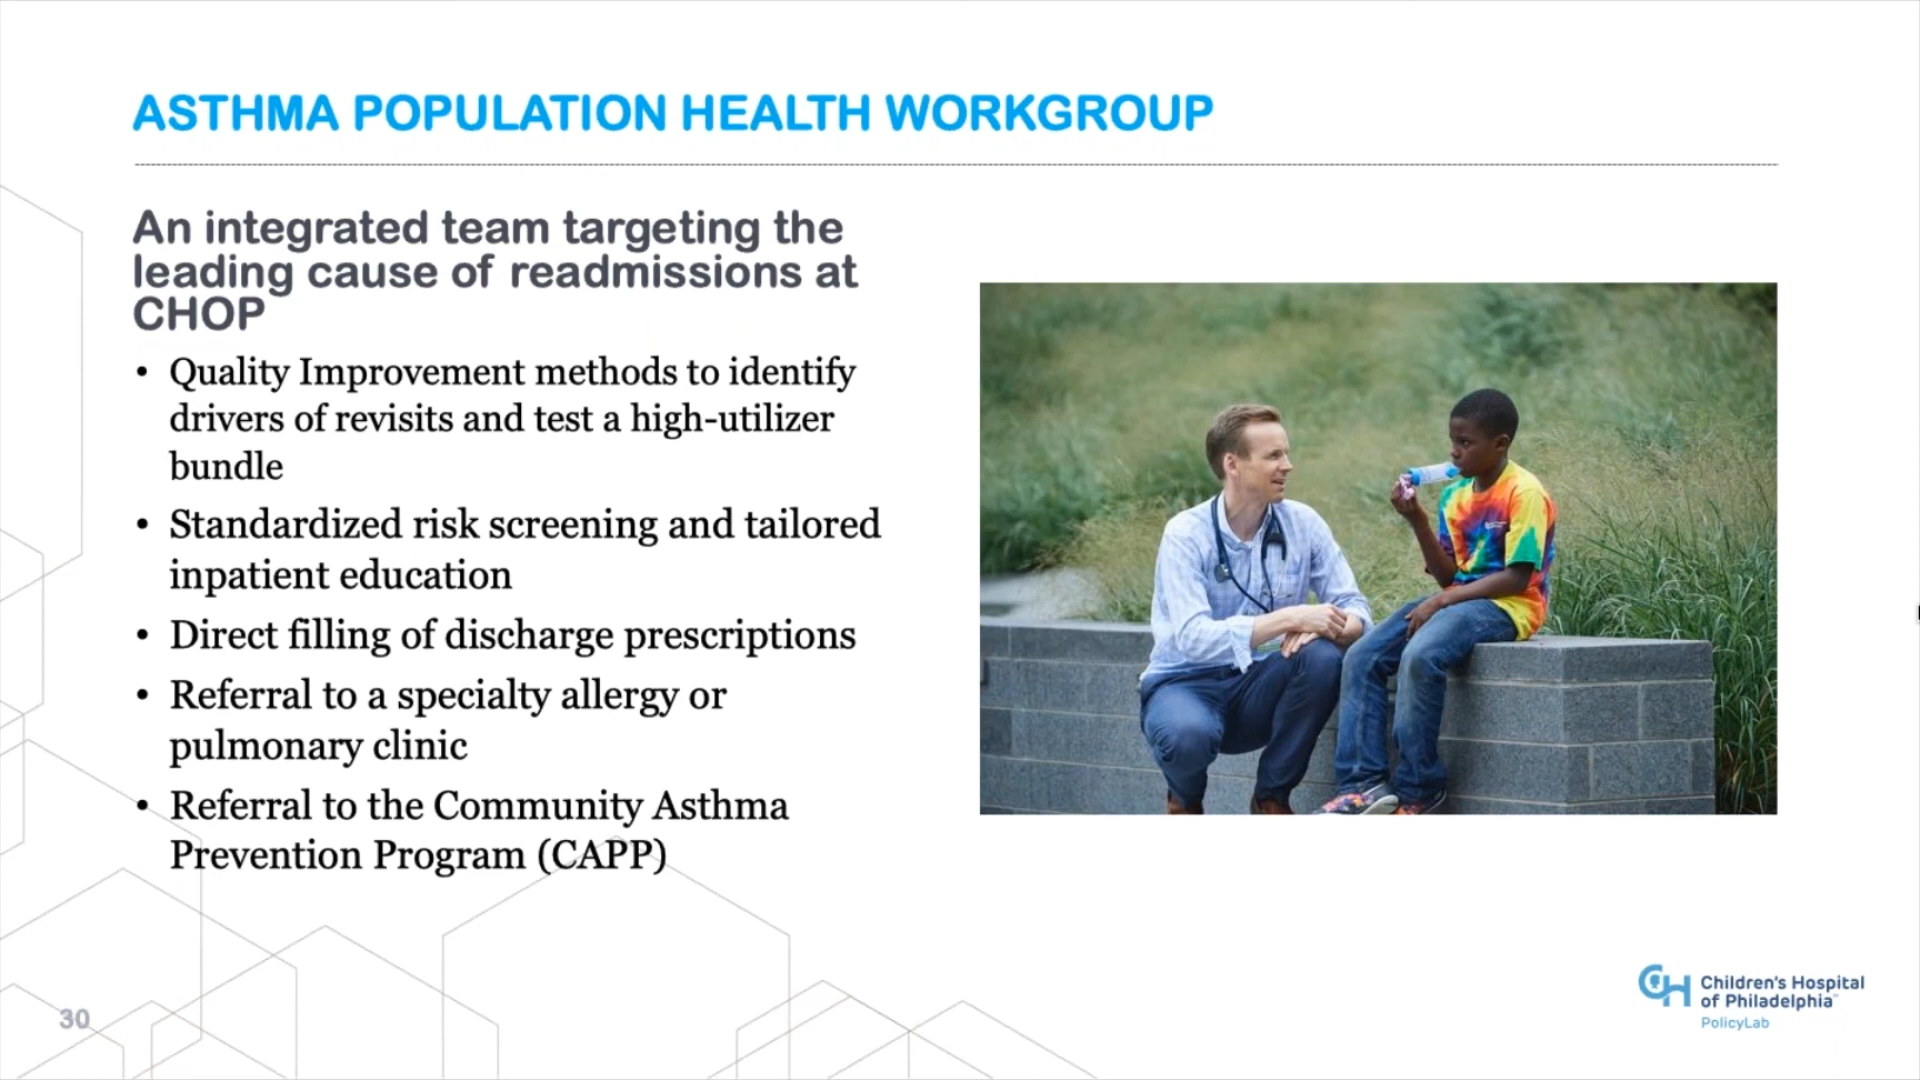 ASTHMA POPULATION HEALTH WORKGROUP
An integrated team targeting the
leading cause of readmissions at
CHOP
• Quality Improvement methods to identify
drivers of revisits and test a high-utilizer
bundle
• Standardized risk screening and tailored
inpatient education
• Direct filling of discharge prescriptions
• Referral to a specialty allergy or
pulmonary clinic
• Referral to the Community Asthma
Prevention Program (CAPP)
30
CH
Children's Hospital
of Philadelphia
PolicyLab